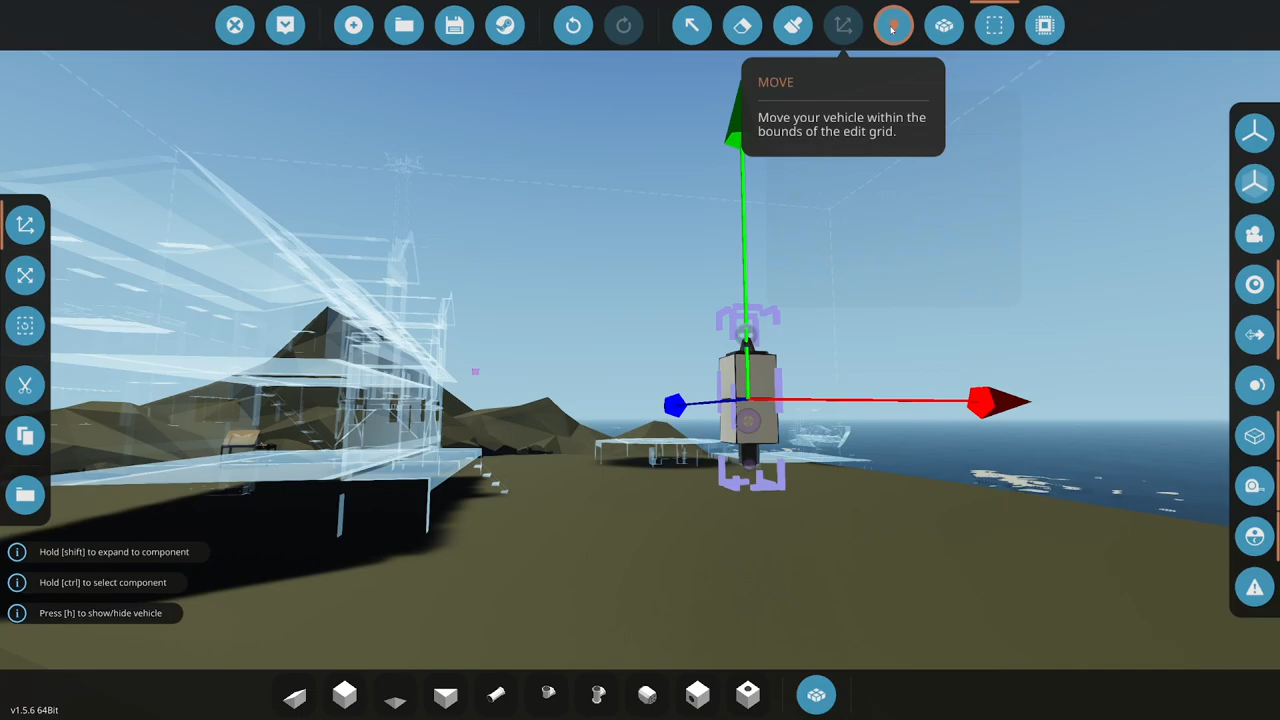 MOVE
Move your vehicle within the
bounds of the edit grid.
Hold [shift] to expand to component
Hold [ctrl] to select component
Press [h] to show/hide vehicle
v1.5.6 64Bit